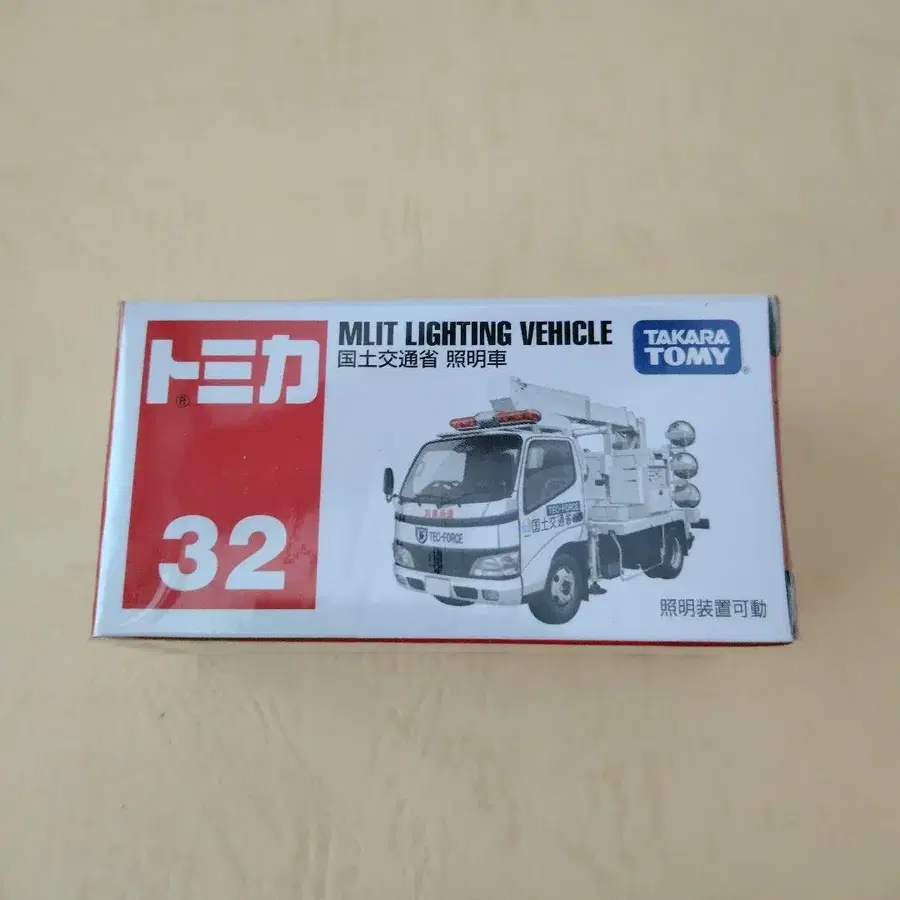 トミカ
®
32
MLIT LIGHTING VEHICLE
国土交通省 照明車
TAKARA
TOMY®
TEC-FORCE
TEC-FORCE
国土交通省
照明装置可動